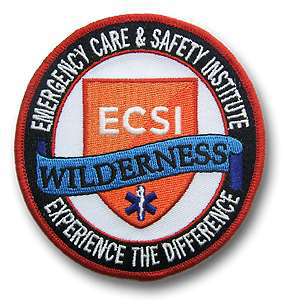 EMERGENCY CARE & SAFETY INSTITUTE
ECSI
WILDERNESS
EXPERIENCE THE DIFFERENCE